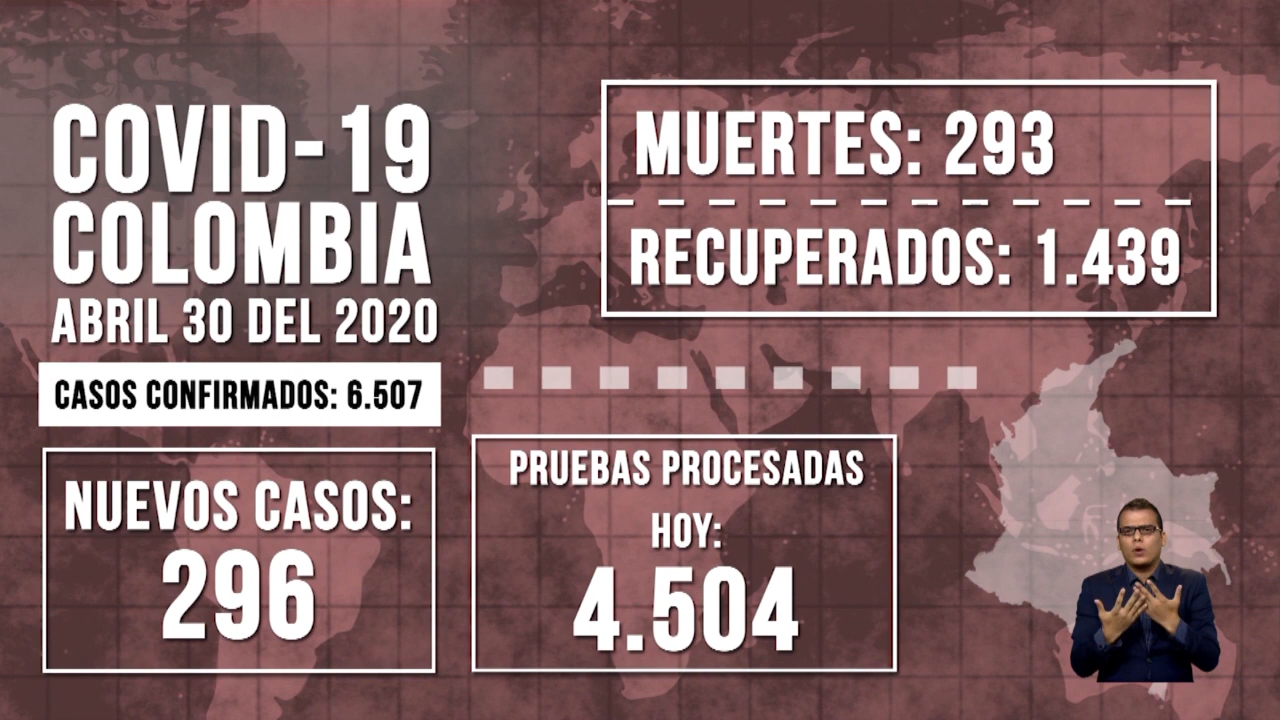 COVID-19
COLOMBIA
ABRIL 30 DEL 2020
CASOS CONFIRMADOS: 6.507
NUEVOS CASOS:
296
MUERTES: 293
RECUPERADOS: 1.439
PRUEBAS PROCESADAS
HOY:
4.504